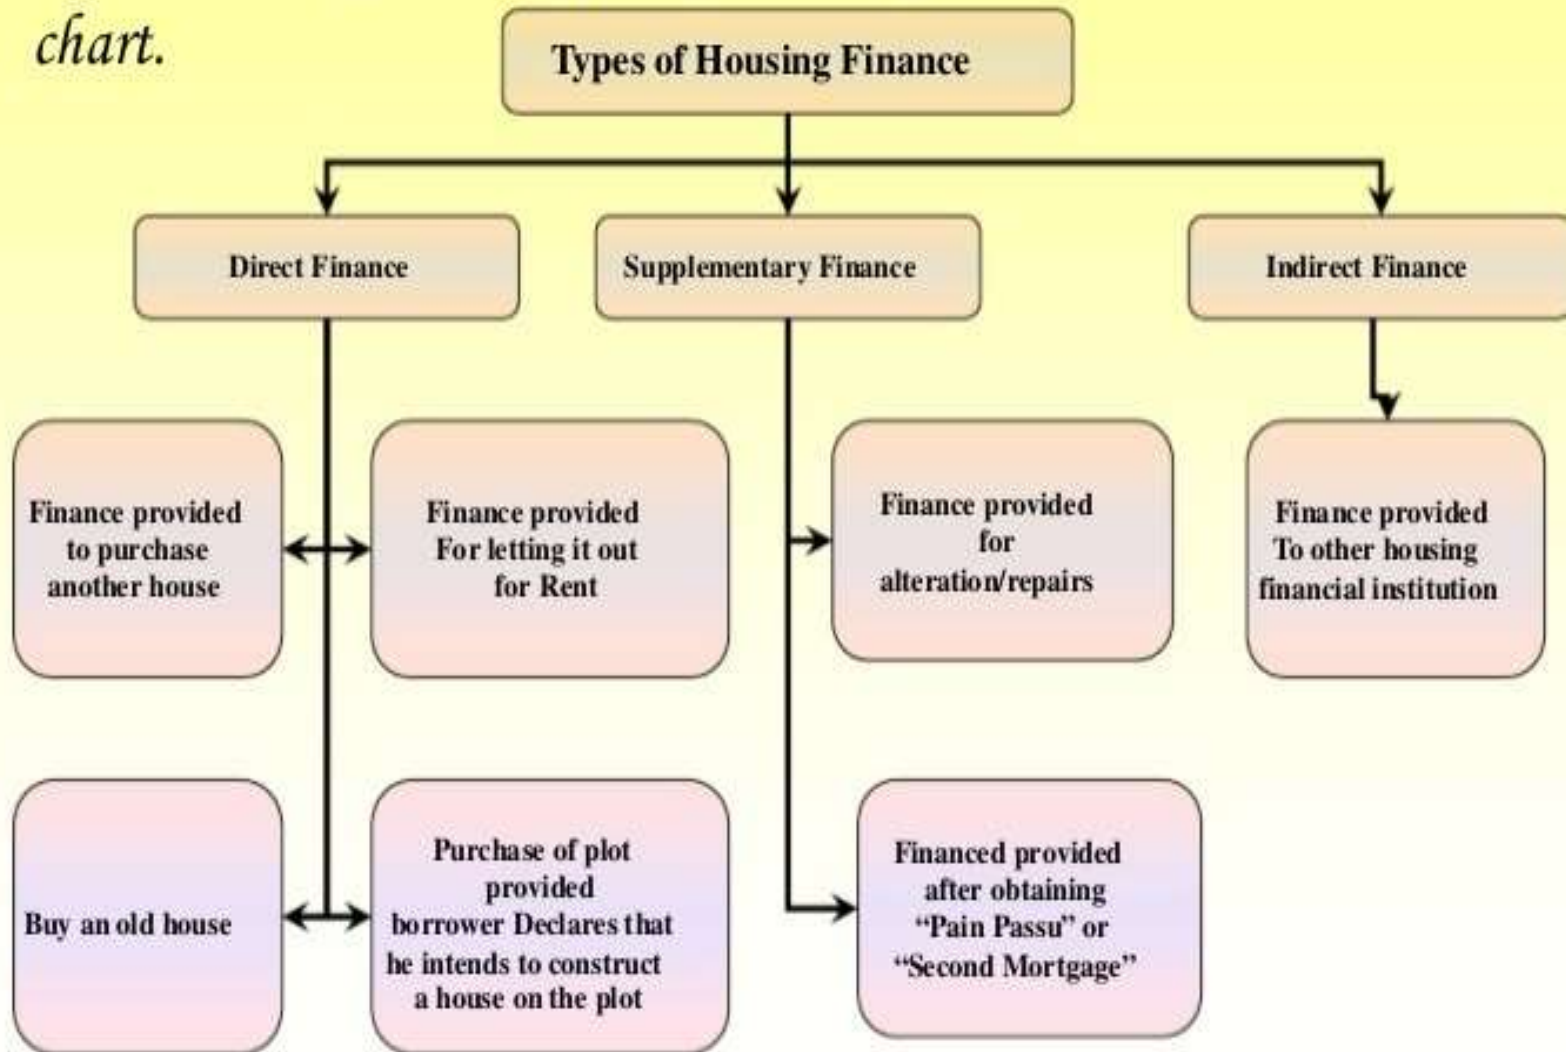 chart.
Types of Housing Finance
Direct Finance
Supplementary Finance
Indirect Finance
Finance provided
to purchase
another house
Finance provided
For letting it out
for Rent
Finance provided
for
alteration/repairs
Finance provided
To other housing
financial institution
Buy an old house
Purchase of plot
provided
borrower Declares that
he intends to construct
a house on the plot
Financed provided
after obtaining
“Pain Passu” or
“Second Mortgage”